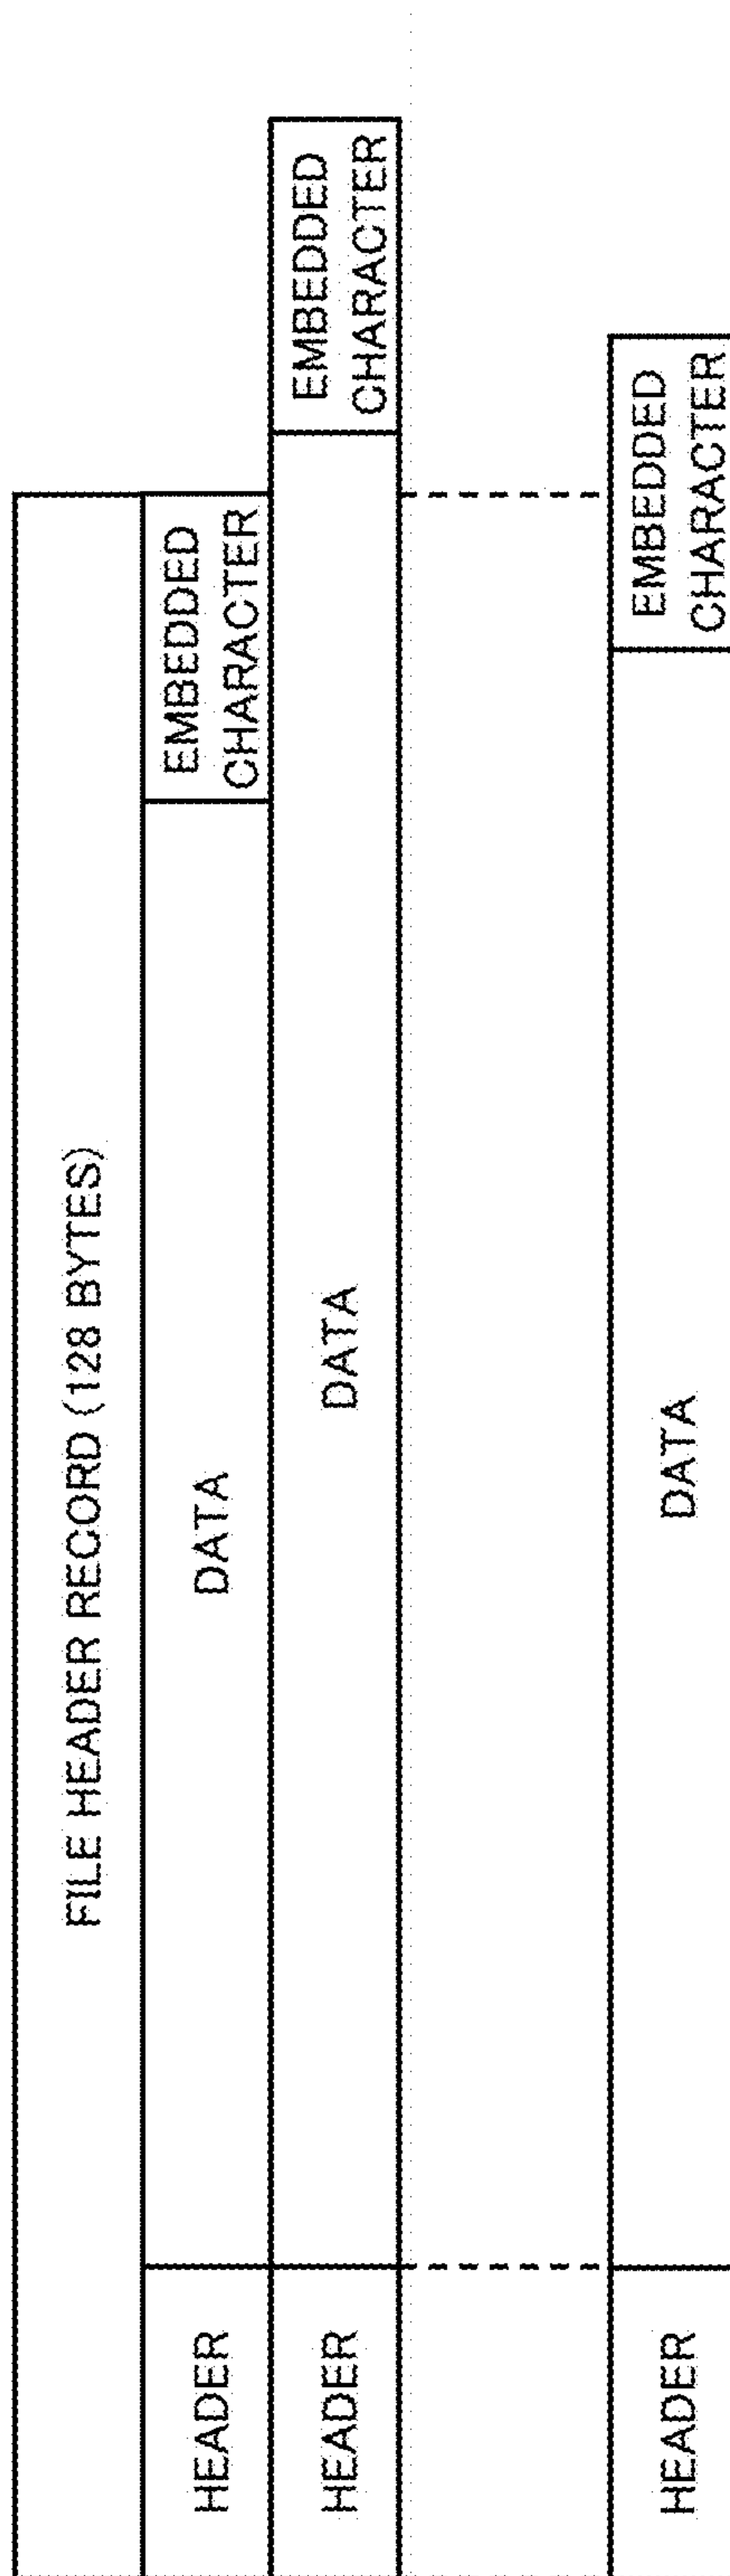 FILE HEADER RECORD (128 BYTES)
HEADER
DATA
EMBEDDED
CHARACTER
HEADER
DATA
EMBEDDED
CHARACTER
HEADER
DATA
EMBEDDED
CHARACTER